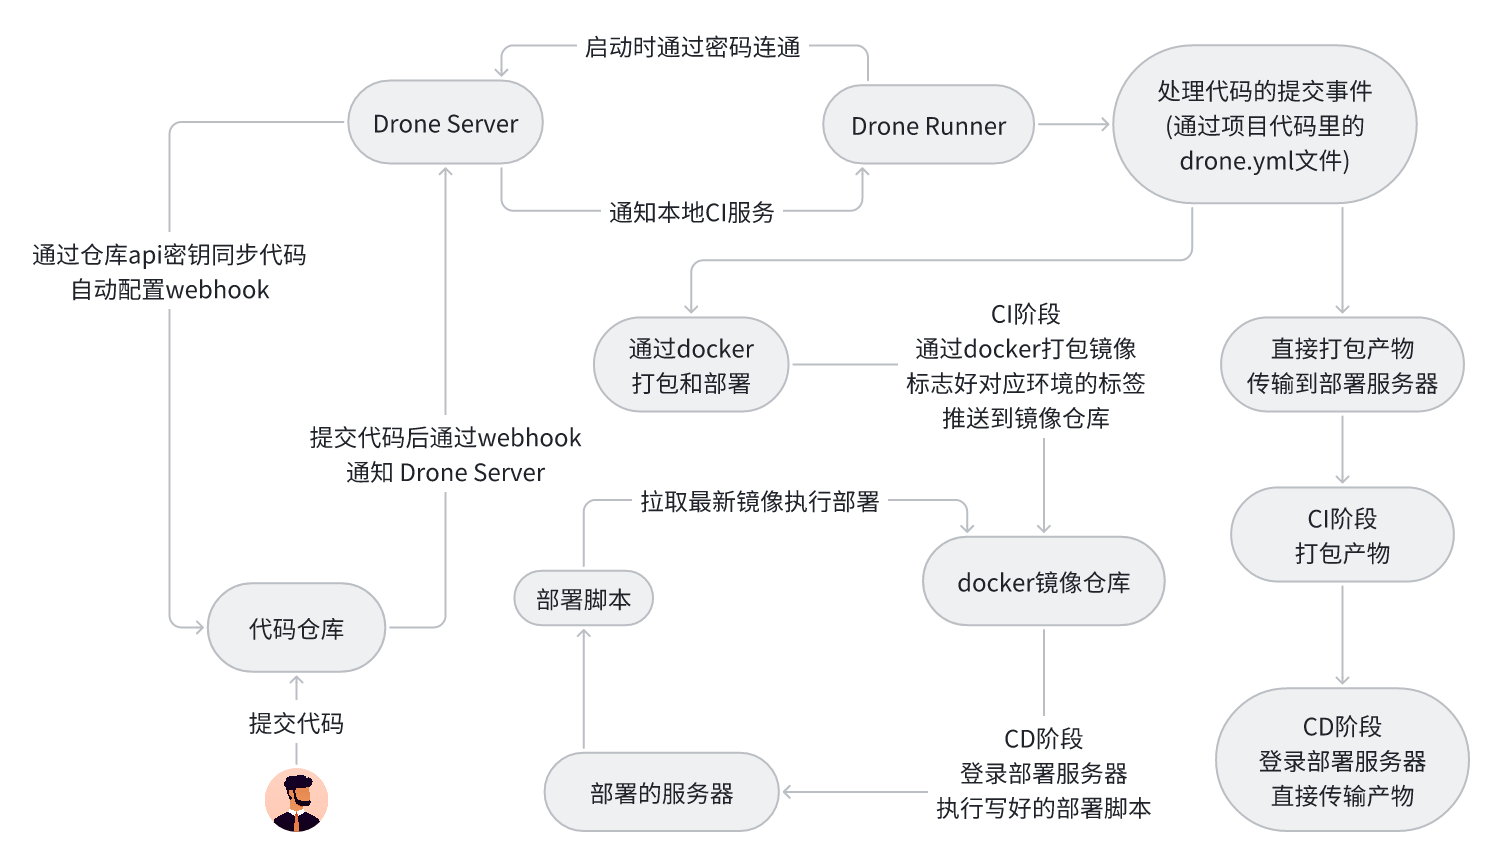 启动时通过密码连通
Drone Server
Drone Runner
处理代码的提交事件
(通过项目代码里的
drone.yml文件)
通知本地CI服务
通过仓库api密钥同步代码
自动配置webhook
通过docker
打包和部署
CI阶段
通过docker打包镜像
标志好对应环境的标签
推送到镜像仓库
直接打包产物
传输到部署服务器
提交代码后通过webhook
通知 Drone Server
拉取最新镜像执行部署
CI阶段
打包产物
部署脚本
docker镜像仓库
代码仓库
提交代码
部署的服务器
CD阶段
登录部署服务器
执行写好的部署脚本
CD阶段
登录部署服务器
直接传输产物